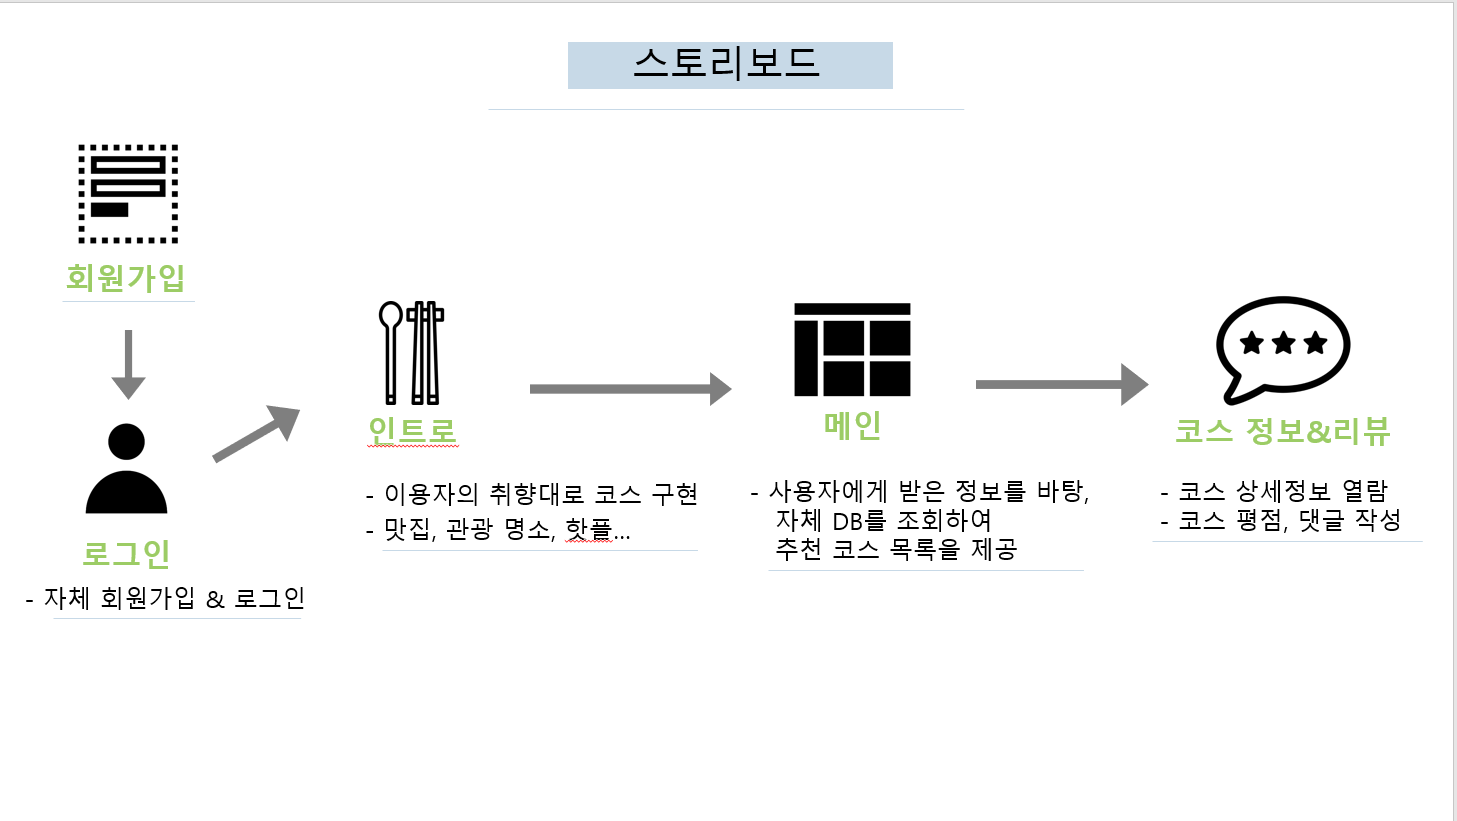 스토리보드
회원가입
로그인
- 자체 회원가입 & 로그인
인트로
- 이용자의 취향대로 코스 구현
- 맛집, 관광 명소, 핫플...
메인
- 사용자에게 받은 정보를 바탕,
자체 DB를 조회하여
추천 코스 목록을 제공
코스 정보&리뷰
- 코스 상세정보 열람
- 코스 평점, 댓글 작성